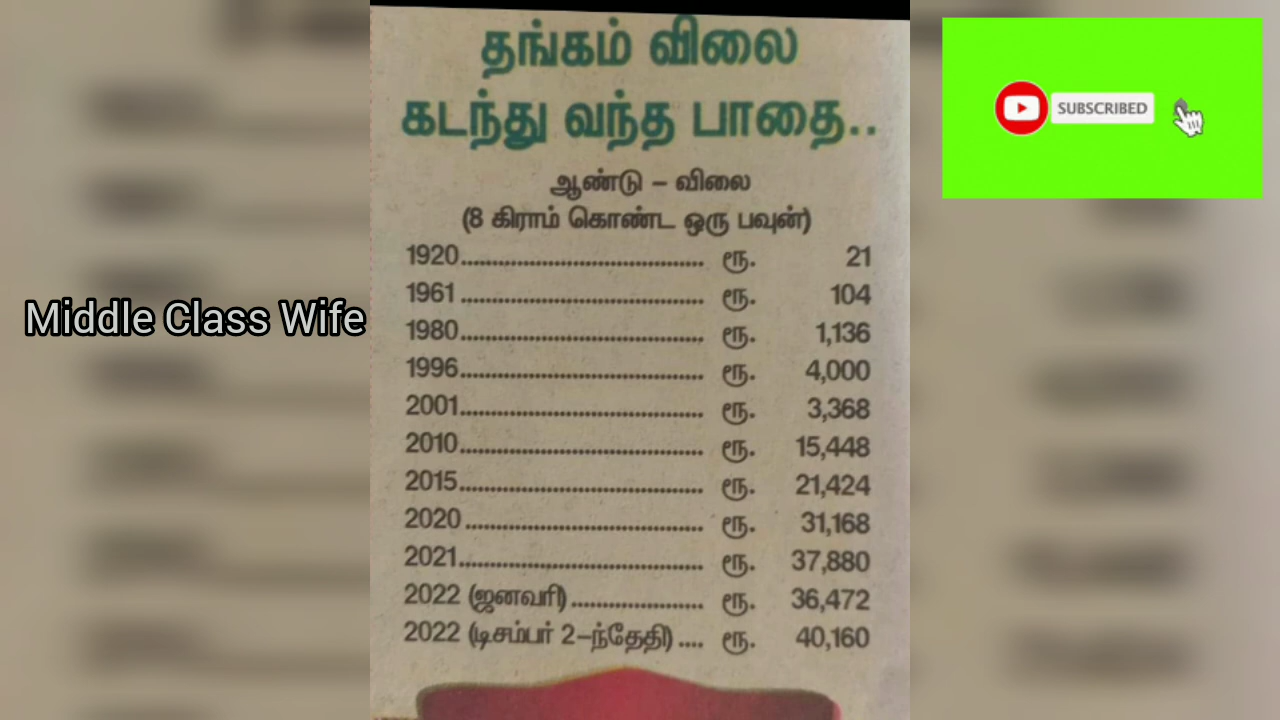 தங்கம் விலை
கடந்து வந்த பாதை..
ஆண்டு – விலை
(8 கிராம் கொண்ட ஒரு பவுன்)
1920........................................ ரூ. 21
1961........................................ ரூ. 104
1980........................................ ரூ. 1,136
1996........................................ ரூ. 4,000
2001........................................ ரூ. 3,368
2010........................................ ரூ. 15,448
2015........................................ ரூ. 21,424
2020....................................... ரூ. 31,168
2021........................................ ரூ. 37,880
2022 (ஜனவரி)...................... ரூ. 36,472
2022 (டிசம்பர் 2–ந்தேதி).... ரூ. 40,160
Middle Class Wife
SUBSCRIBED